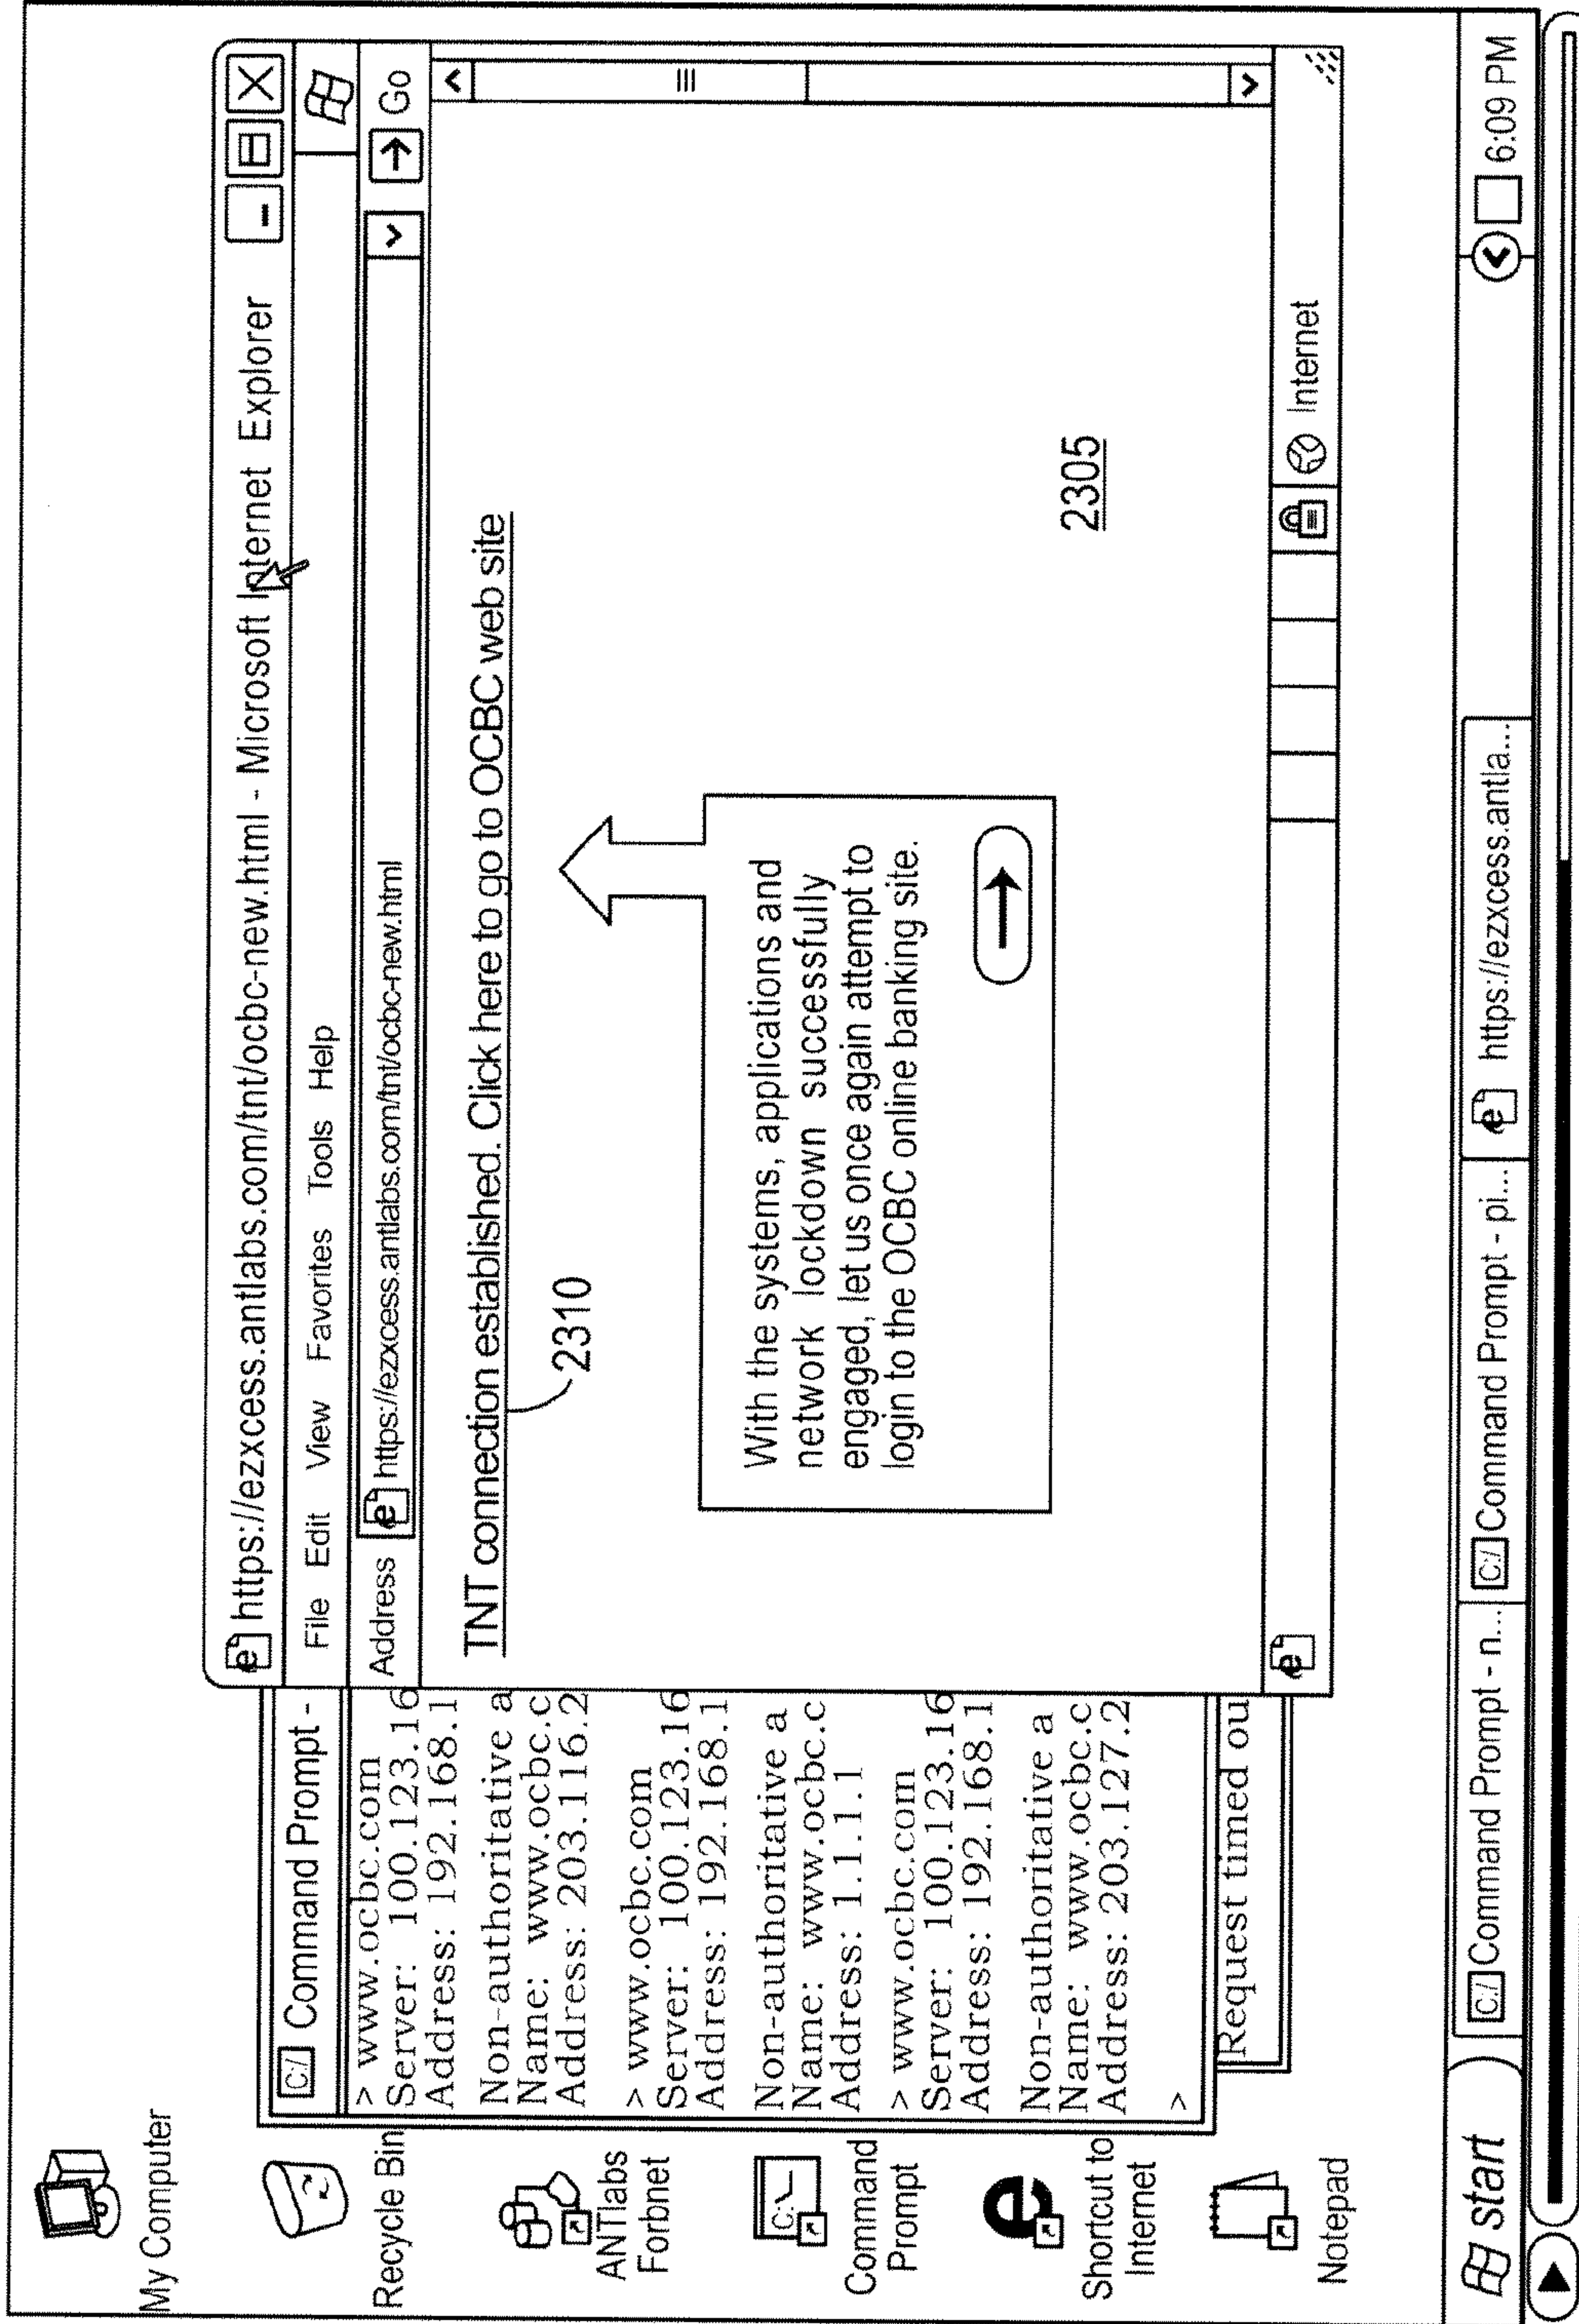 My Computer
Recycle Bin
ANTlabs
Forbnet
C:\
Command
Prompt
Shortcut to
Internet
Notepad
C:/ Command Prompt -
> www.ocbc.com
Server: 100.123.16
Address: 192.168.1
Non-authoritative a
Name: www.ocbc.c
Address: 203.116.2
> www.ocbc.com
Server: 100.123.16
Address: 192.168.1
Non-authoritative a
Name: www.ocbc.c
Address: 1.1.1.1
> www.ocbc.com
Server: 100.123.16
Address: 192.168.1
Non-authoritative a
Name: www.ocbc.c
Address: 203.127.2
>
Request timed ou
https://ezxcess.antlabs.com/tnt/ocbc-new.html - Microsoft Internet Explorer
File Edit View Favorites Tools Help
Address https://ezxcess.antlabs.com/tnt/ocbc-new.html Go
TNT connection established. Click here to go to OCBC web site
2310
With the systems, applications and
network lockdown successfully
engaged, let us once again attempt to
login to the OCBC online banking site.
2305
Internet
start C:/ Command Prompt - n... C:/ Command Prompt - pi... https://ezxcess.antla... 6:09 PM